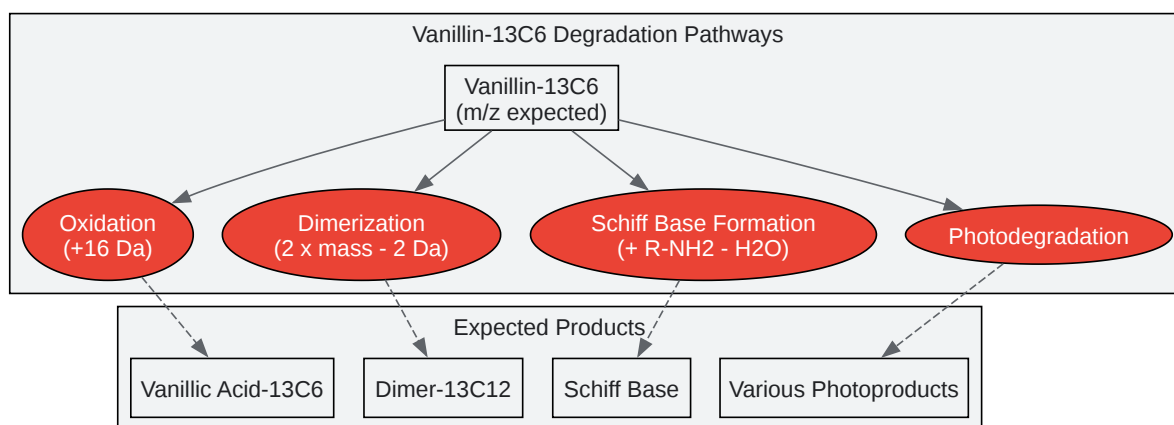 Vanillin-13C6 Degradation Pathways
Vanillin-13C6
(m/z expected)
Oxidation
(+16 Da)
Dimerization
(2 x mass - 2 Da)
Schiff Base Formation
(+ R-NH2 - H2O)
Photodegradation
Expected Products
Vanillic Acid-13C6
Dimer-13C12
Schiff Base
Various Photoproducts